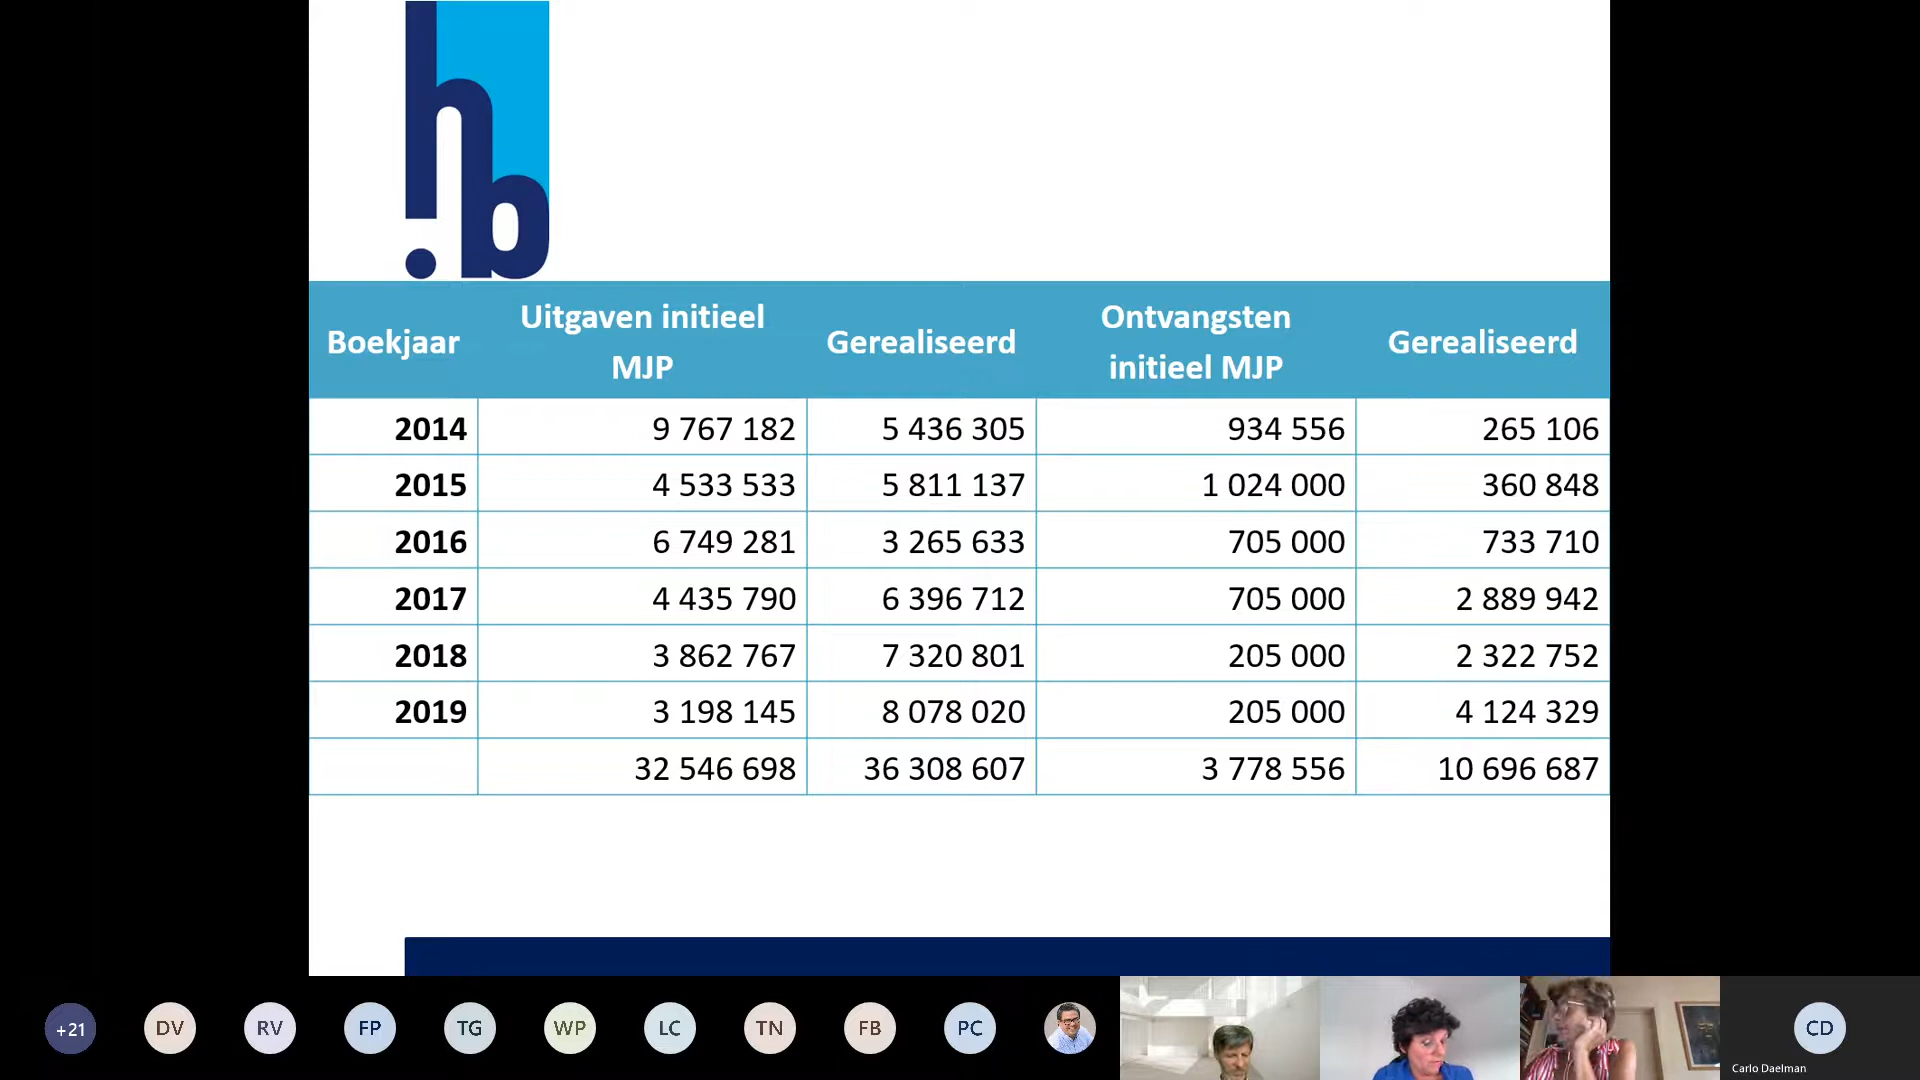 h.b
Uitgaven initieel
Ontvangsten
Boekjaar
Gerealiseerd
Gerealiseerd
MJP
initieel MJP
2014 9 767 182 5 436 305 934 556 265 106
2015 4 533 533 5 811 137 1 024 000 360 848
2016 6 749 281 3 265 633 705 000 733 710
2017 4 435 790 6 396 712 705 000 2 889 942
2018 3 862 767 7 320 801 205 000 2 322 752
2019 3 198 145 8 078 020 205 000 4 124 329
32 546 698 36 308 607 3 778 556 10 696 687
+21 DV RV FP TG WP LC TN FB PC CD
Carlo Daelman